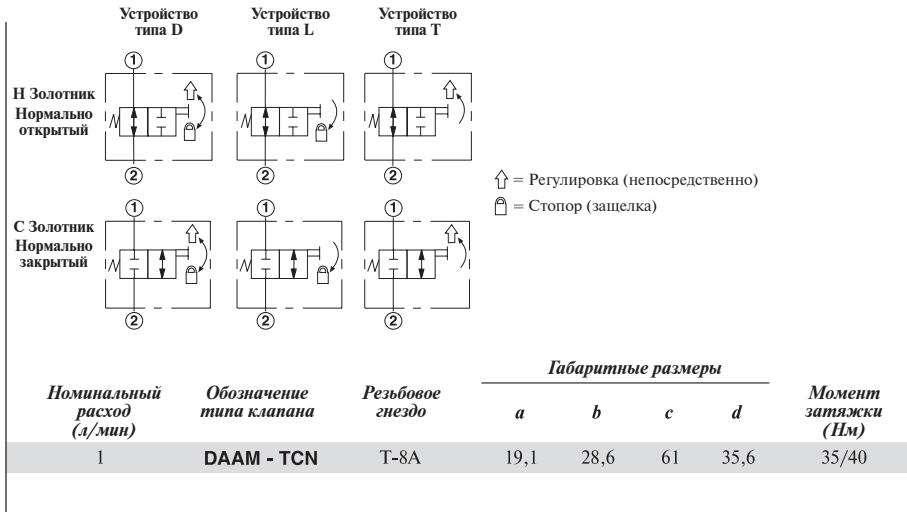 Устройство типа D
Устройство типа L
Устройство типа T
Н Золотник
Нормально
открытый
1
1
1
2
2
2
⇧ = Регулировка (непосредственно)
= Стопор (защелка)
С Золотник
Нормально
закрытый
1
1
1
2
2
2
Габаритные размеры
Номинальный расход (л/мин)
Обозначение типа клапана
Резьбовое гнездо
a
b
c
d
Момент затяжки (Нм)
1
DAAM - TCN
T-8A
19,1
28,6
61
35,6
35/40